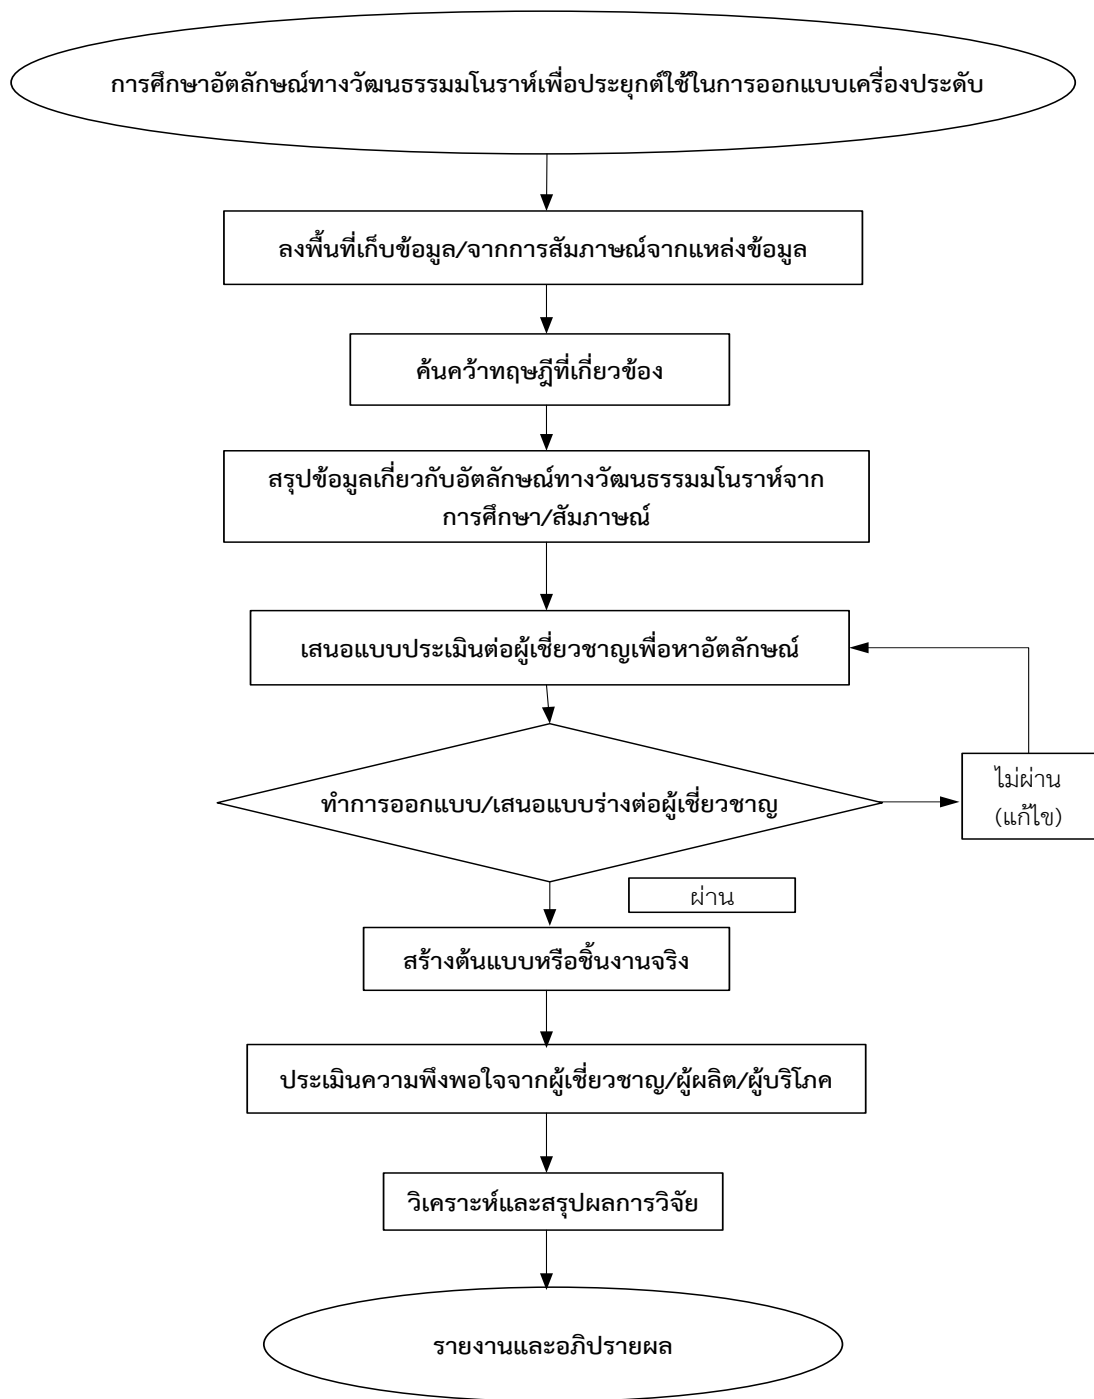 การศึกษาอัตลักษณ์ทางวัฒนธรรมมโนราห์เพื่อประยุกต์ใช้ในการออกแบบเครื่องประดับ
ลงพื้นที่เก็บข้อมูล/จากการสัมภาษณ์จากแหล่งข้อมูล
ค้นคว้าทฤษฎีที่เกี่ยวข้อง
สรุปข้อมูลเกี่ยวกับอัตลักษณ์ทางวัฒนธรรมมโนราห์จาก
การศึกษา/สัมภาษณ์
เสนอแบบประเมินต่อผู้เชี่ยวชาญเพื่อหาอัตลักษณ์
ทำการออกแบบ/เสนอแบบร่างต่อผู้เชี่ยวชาญ
ไม่ผ่าน
(แก้ไข)
ผ่าน
สร้างต้นแบบหรือชิ้นงานจริง
ประเมินความพึงพอใจจากผู้เชี่ยวชาญ/ผู้ผลิต/ผู้บริโภค
วิเคราะห์และสรุปผลการวิจัย
รายงานและอภิปรายผล